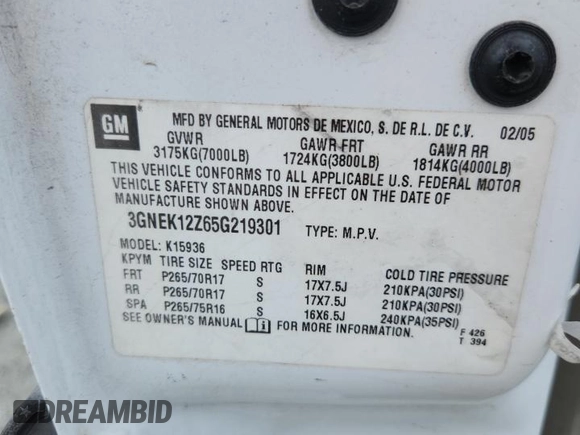 GM
MFD BY GENERAL MOTORS DE MEXICO, S. DE R.L. DE C.V. 02/05
GVWR GAWR FRT GAWR RR
3175KG(7000LB) 1724KG(3800LB) 1814KG(4000LB)
THIS VEHICLE CONFORMS TO ALL APPLICABLE U.S. FEDERAL MOTOR
VEHICLE SAFETY STANDARDS IN EFFECT ON THE DATE OF
MANUFACTURE SHOWN ABOVE.
3GNEK12Z65G219301 TYPE: M.P.V.
MODEL: K15936
KPYM TIRE SIZE SPEED RTG RIM COLD TIRE PRESSURE
FRT P265/70R17 S 17X7.5J 210KPA(30PSI)
RR P265/70R17 S 17X7.5J 210KPA(30PSI)
SPA P265/75R16 S 16X6.5J 240KPA(35PSI)
SEE OWNER'S MANUAL FOR MORE INFORMATION.
F 426
T 394
DREAMBID